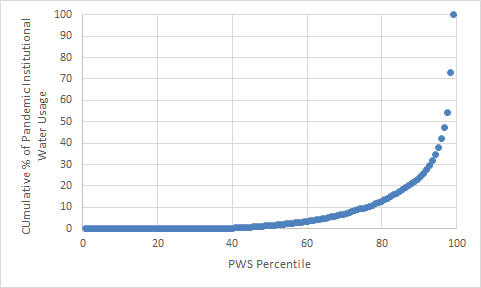 CUmulative % of Pandemic Institutional
Water Usage
100
90
80
70
60
50
40
30
20
10
0
0 20 40 60 80 100
PWS Percentile